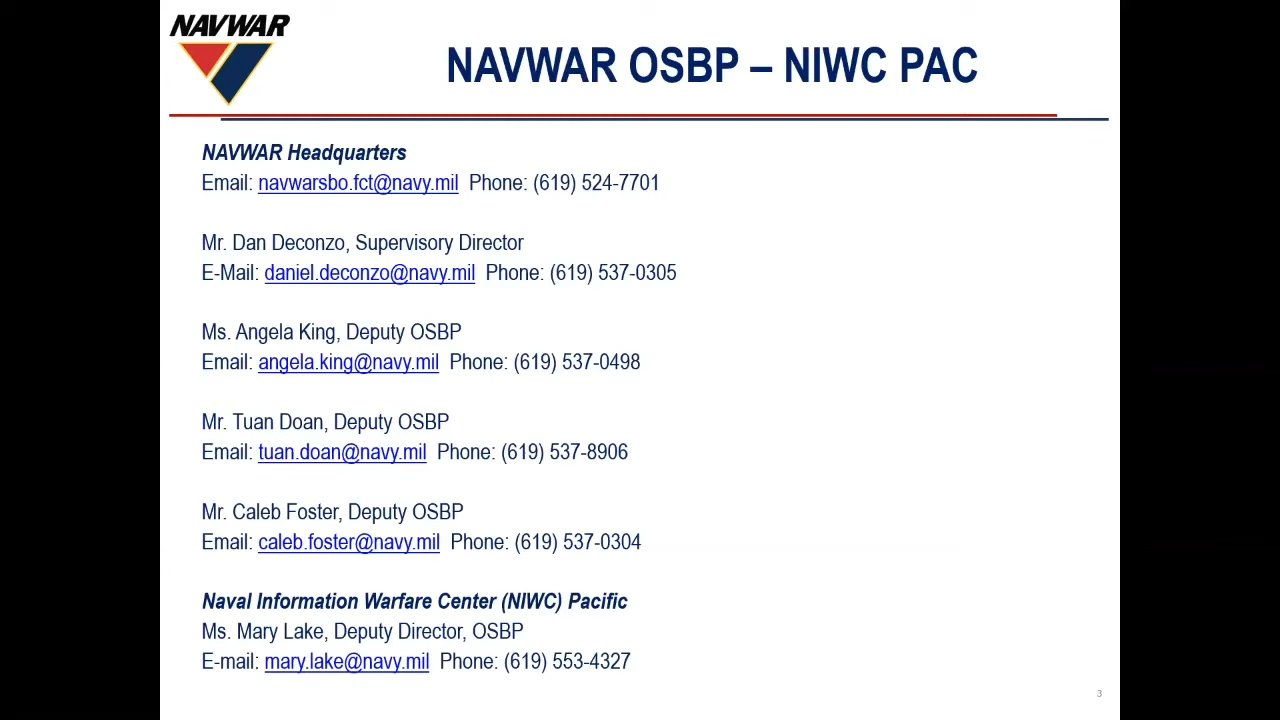 NAVWAR
NAVWAR OSBP – NIWC PAC
NAVWAR Headquarters
Email: navwarsbo.fct@navy.mil Phone: (619) 524-7701
Mr. Dan Deconzo, Supervisory Director
E-Mail: daniel.deconzo@navy.mil Phone: (619) 537-0305
Ms. Angela King, Deputy OSBP
Email: angela.king@navy.mil Phone: (619) 537-0498
Mr. Tuan Doan, Deputy OSBP
Email: tuan.doan@navy.mil Phone: (619) 537-8906
Mr. Caleb Foster, Deputy OSBP
Email: caleb.foster@navy.mil Phone: (619) 537-0304
Naval Information Warfare Center (NIWC) Pacific
Ms. Mary Lake, Deputy Director, OSBP
E-mail: mary.lake@navy.mil Phone: (619) 553-4327
3